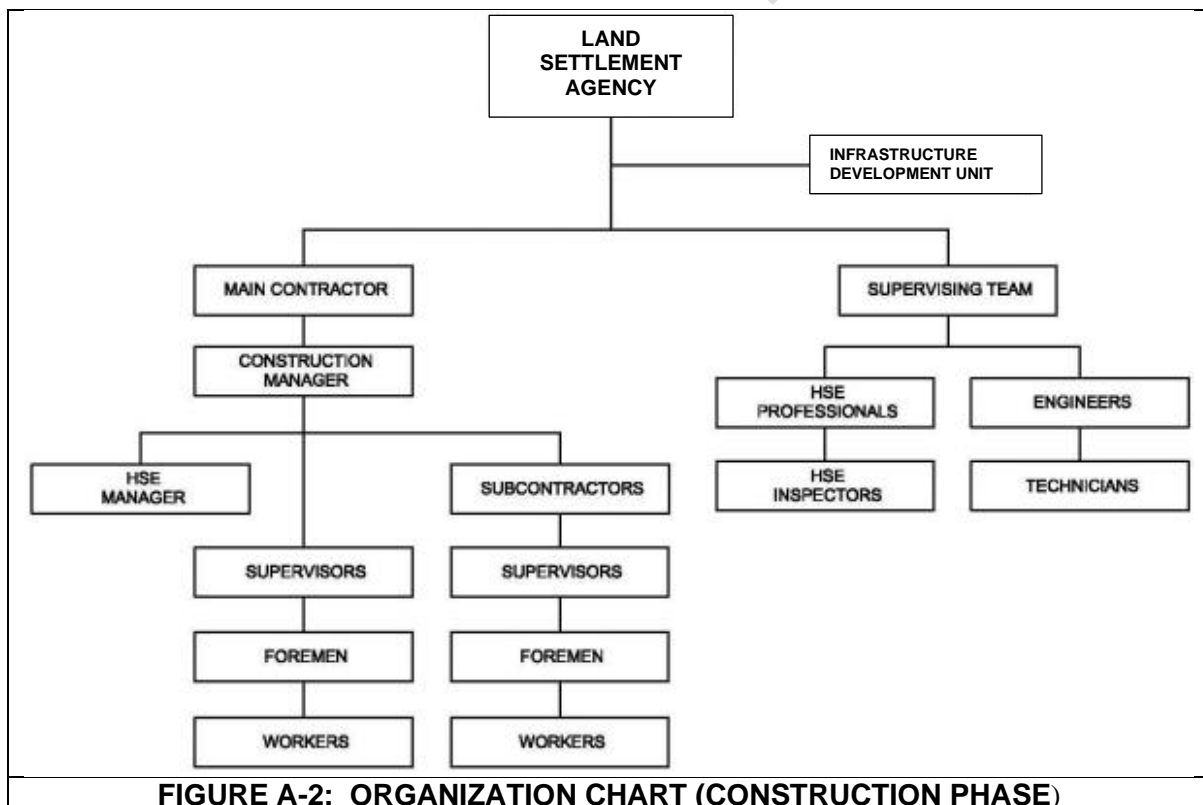 LAND
SETTLEMENT
AGENCY
INFRASTRUCTURE
DEVELOPMENT UNIT
MAIN CONTRACTOR
SUPERVISING TEAM
CONSTRUCTION
MANAGER
HSE
PROFESSIONALS
ENGINEERS
HSE
MANAGER
SUBCONTRACTORS
HSE
INSPECTORS
TECHNICIANS
SUPERVISORS
SUPERVISORS
FOREMEN
FOREMEN
WORKERS
WORKERS
FIGURE A-2: ORGANIZATION CHART (CONSTRUCTION PHASE)